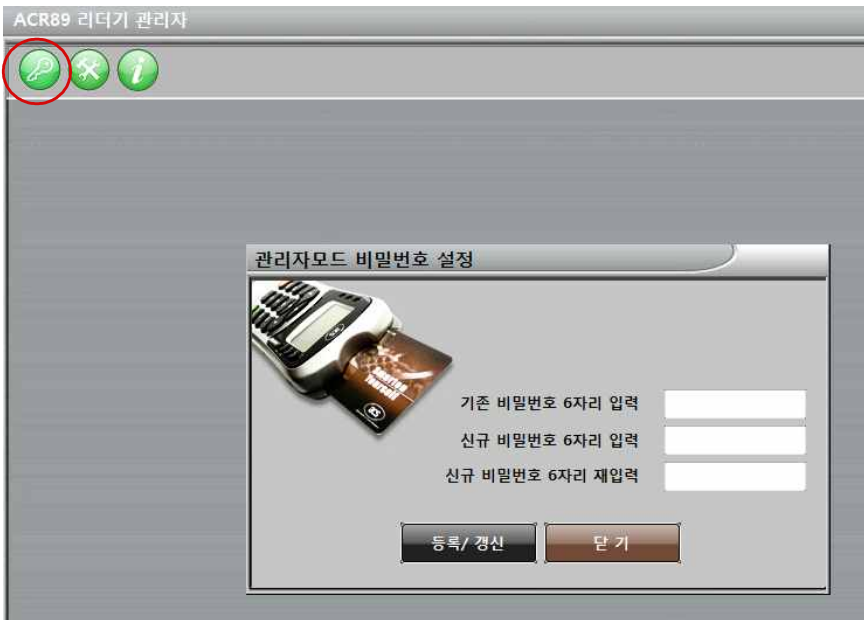 ACR89 리더기 관리자
관리자모드 비밀번호 설정
기존 비밀번호 6자리 입력
신규 비밀번호 6자리 입력
신규 비밀번호 6자리 재입력
등록/ 갱신
닫 기